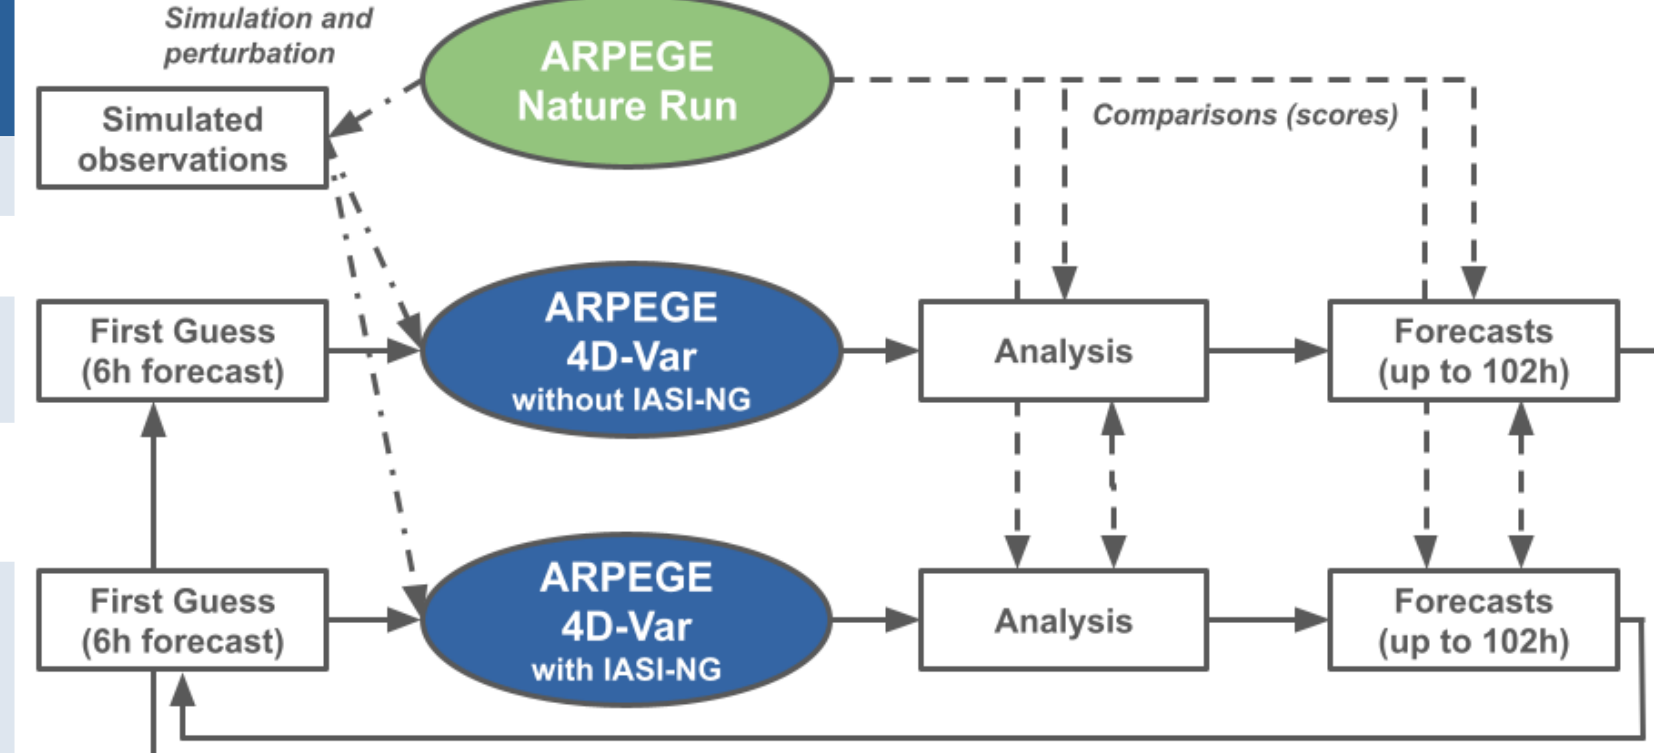 Simulation and
perturbation
ARPEGE
Nature Run
Simulated
observations
Comparisons (scores)
First Guess
(6h forecast)
ARPEGE
4D-Var
without IASI-NG
Analysis
Forecasts
(up to 102h)
First Guess
(6h forecast)
ARPEGE
4D-Var
with IASI-NG
Analysis
Forecasts
(up to 102h)